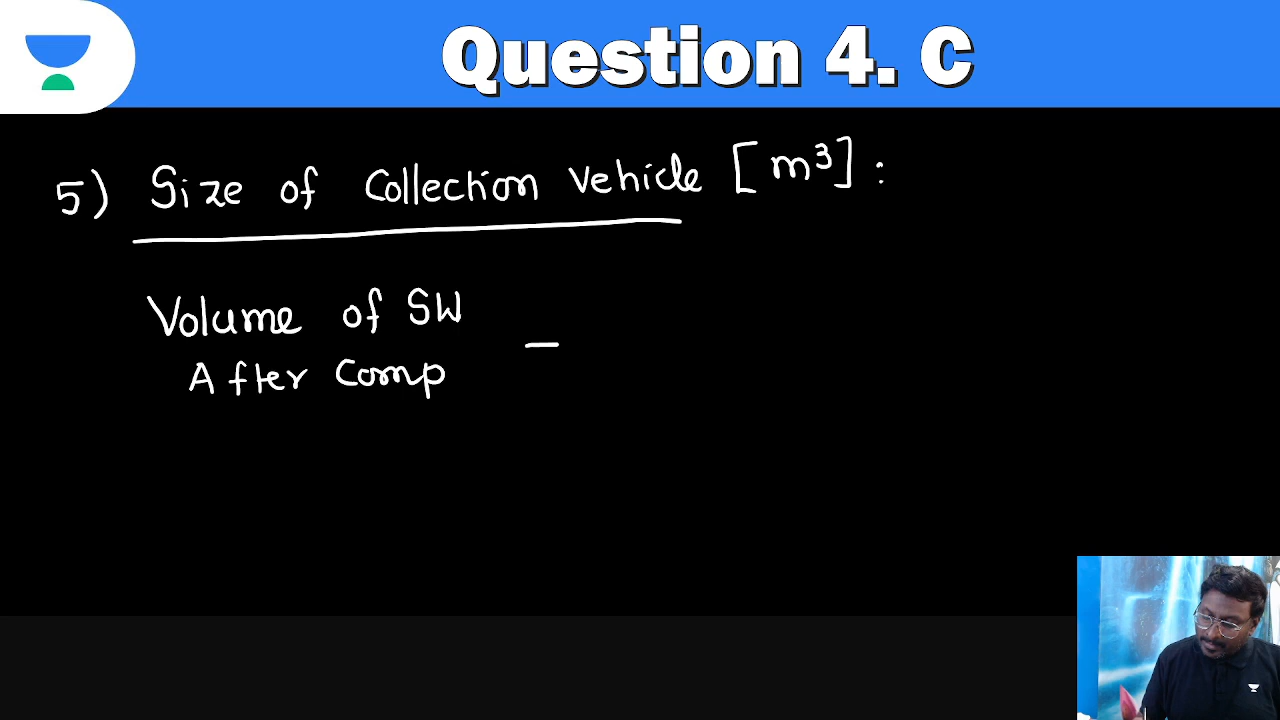 Question 4. C
5) Size of Collection Vehicle [m³] :
Volume of SW
After Comp